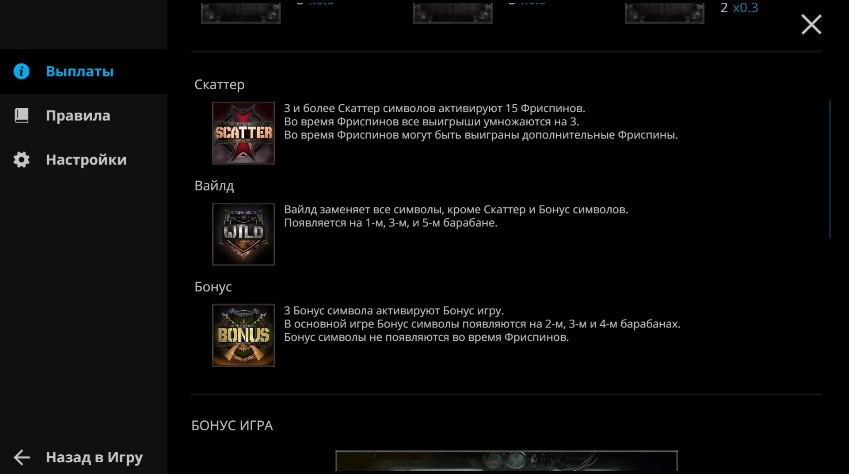 2 x0.3
Выплаты
Правила
Настройки
Скаттер
SCATTER
3 и более Скаттер символов активируют 15 Фриспинов.
Во время Фриспинов все выигрыши умножаются на 3.
Во время Фриспинов могут быть выиграны дополнительные Фриспины.
Вайлд
WILD
Вайлд заменяет все символы, кроме Скаттер и Бонус символов.
Появляется на 1-м, 3-м, и 5-м барабане.
Бонус
BONUS
3 Бонус символа активируют Бонус игру.
В основной игре Бонус символы появляются на 2-м, 3-м и 4-м барабанах.
Бонус символы не появляются во время Фриспинов.
БОНУС ИГРА
Назад в Игру